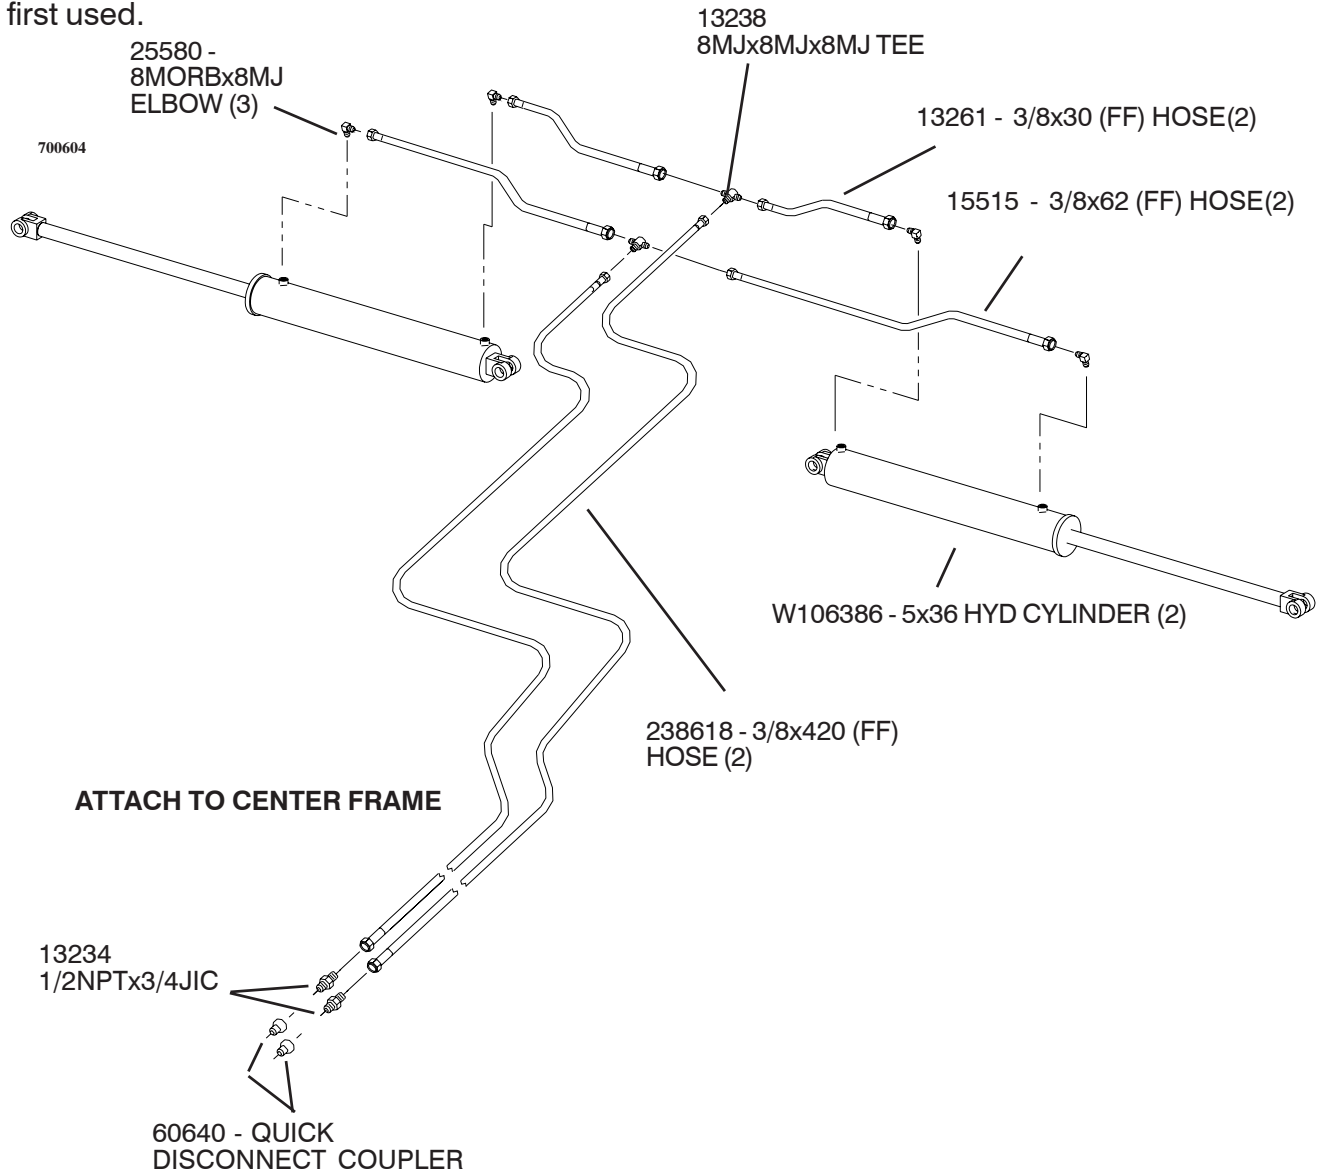 first used.
13238
8MJx8MJx8MJ TEE
25580 -
8MORBx8MJ
ELBOW (3)
13261 - 3/8x30 (FF) HOSE(2)
700604
15515 - 3/8x62 (FF) HOSE(2)
W106386 - 5x36 HYD CYLINDER (2)
238618 - 3/8x420 (FF)
HOSE (2)
ATTACH TO CENTER FRAME
13234
1/2NPTx3/4JIC
60640 - QUICK
DISCONNECT COUPLER